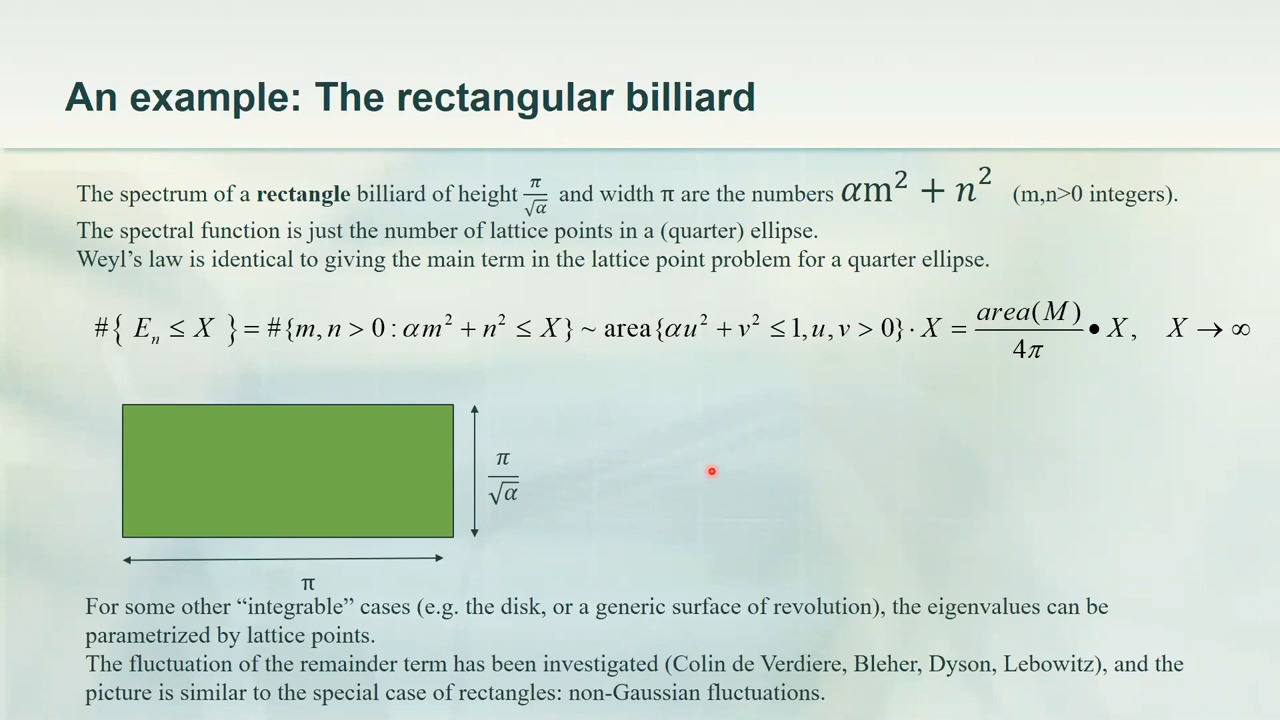 An example: The rectangular billiard
The spectrum of a rectangle billiard of height π/√α and width π are the numbers αm² + n² (m,n>0 integers).
The spectral function is just the number of lattice points in a (quarter) ellipse.
Weyl’s law is identical to giving the main term in the lattice point problem for a quarter ellipse.
#{ Eₙ ≤ X } = #{m, n > 0 : αm² + n² ≤ X} ~ area{αu² + v² ≤ 1, u, v > 0} · X = area(M)/4π • X, X → ∞
π/√α
π
For some other “integrable” cases (e.g. the disk, or a generic surface of revolution), the eigenvalues can be
parametrized by lattice points.
The fluctuation of the remainder term has been investigated (Colin de Verdiere, Bleher, Dyson, Lebowitz), and the
picture is similar to the special case of rectangles: non-Gaussian fluctuations.